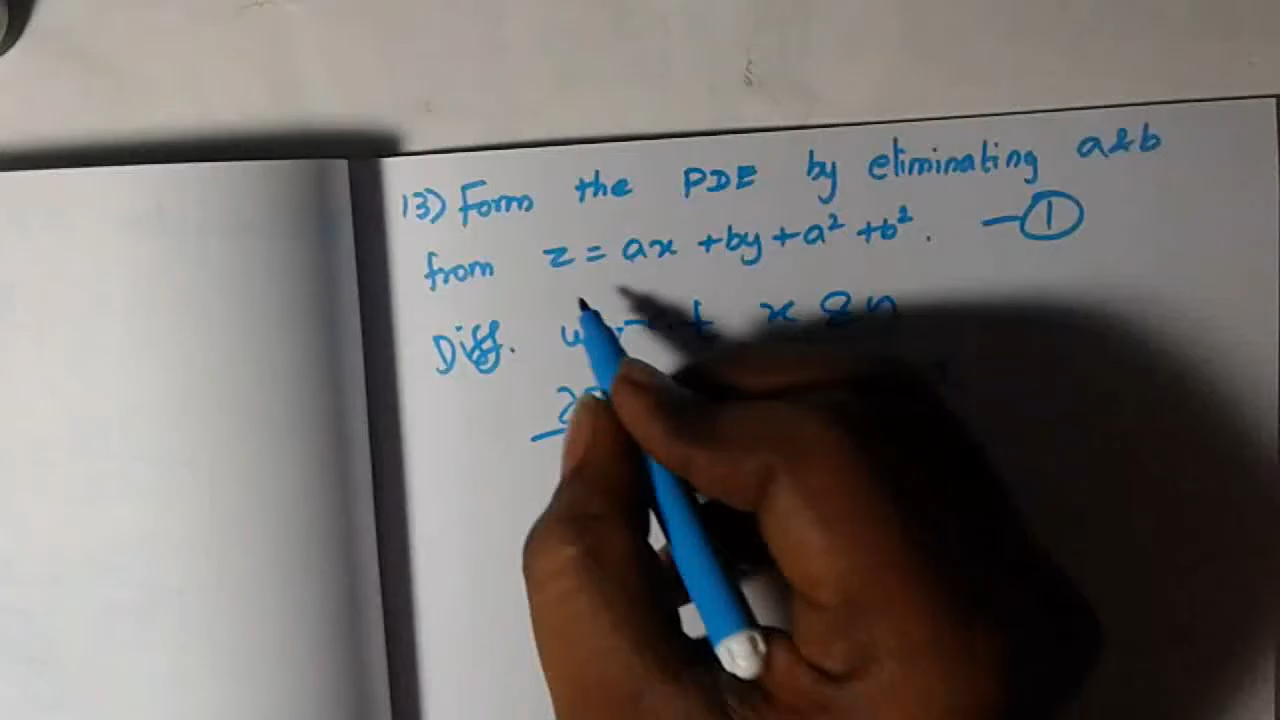 13) Form the PDE by eliminating a & b
from z = ax + by + a² + b². — ①
Diff. w.r.t x & y